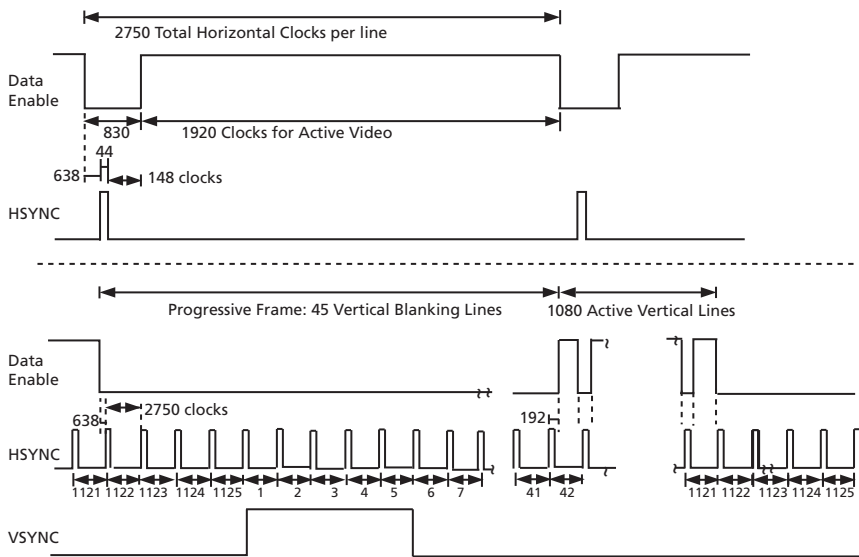 2750 Total Horizontal Clocks per line
Data
Enable
830
1920 Clocks for Active Video
44
638
148 clocks
HSYNC
Progressive Frame: 45 Vertical Blanking Lines
1080 Active Vertical Lines
Data
Enable
638
2750 clocks
192
HSYNC
1121 1122 1123 1124 1125 1 2 3 4 5 6 7 41 42 1121 1122 1123 1124 1125
VSYNC